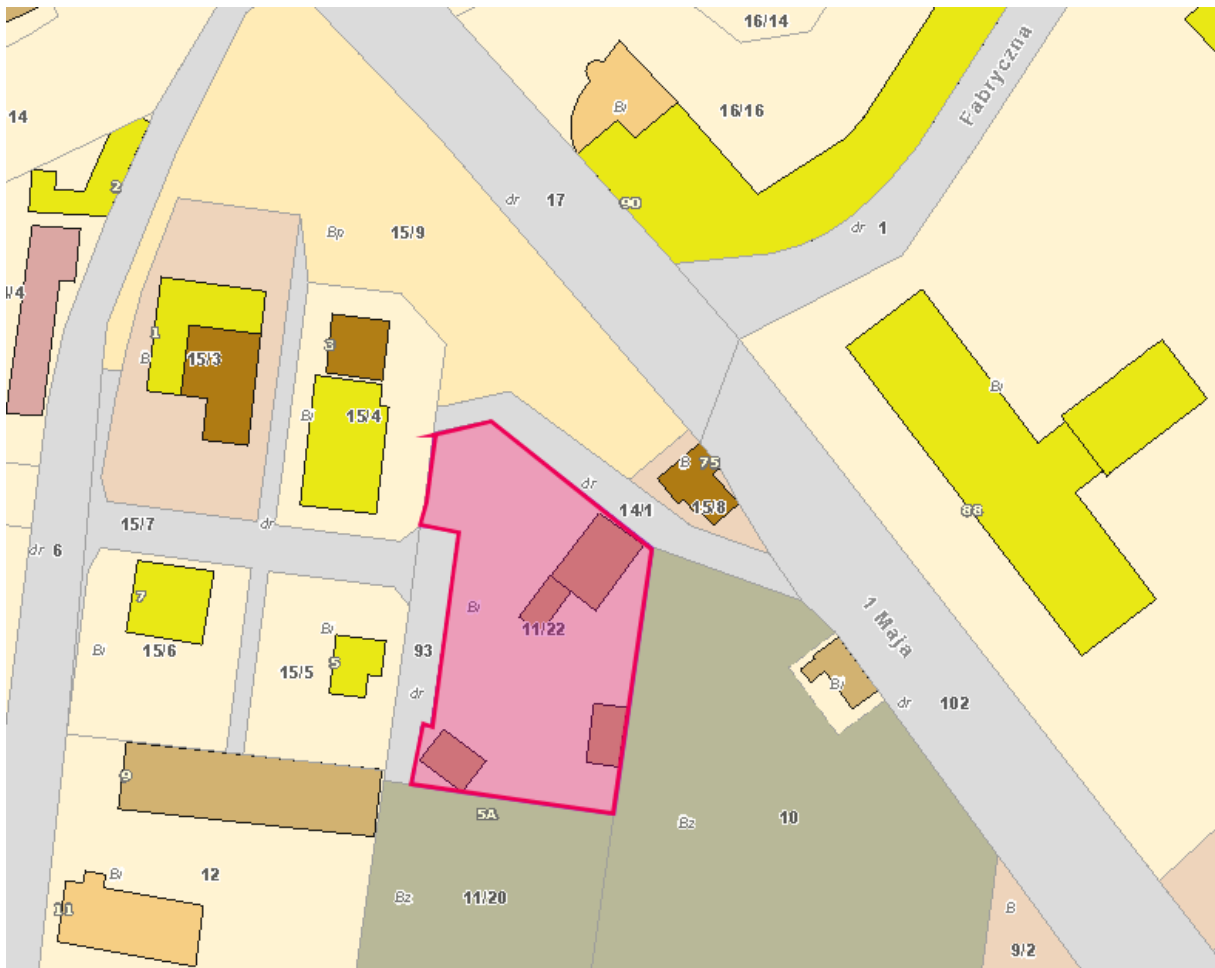 16/14
14
Bi
16/16
Fabryczna
2
dr 17
90
dr 1
Bp 15/9
1
B 15/3
3
Bi 15/4
Bi
B 75
dr
14/1
15/8
88
15/7
dr
dr 6
7
Bi
Bi
11/22
1 Maja
Bi 15/6
5
15/5
93
dr
Bi
dr 102
9
5A
Bz 10
Bi 12
Bz 11/20
11
B
9/2